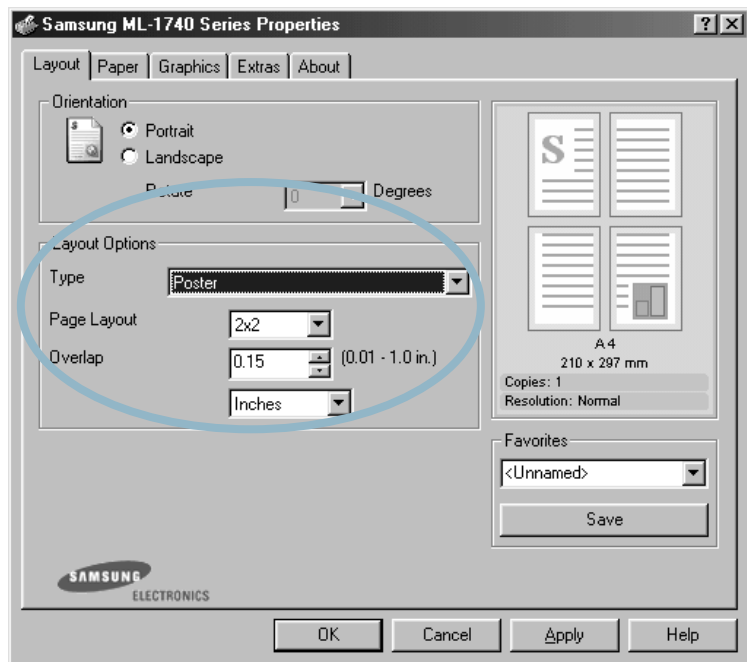 Samsung ML-1740 Series Properties
Layout Paper Graphics Extras About
Orientation
Portrait
Landscape
Rotate 0 Degrees
Layout Options
Type Poster
Page Layout 2x2
Overlap 0.15 (0.01 - 1.0 in.)
Inches
S
A4
210 x 297 mm
Copies: 1
Resolution: Normal
Favorites
<Unnamed>
Save
SAMSUNG
ELECTRONICS
OK Cancel Apply Help